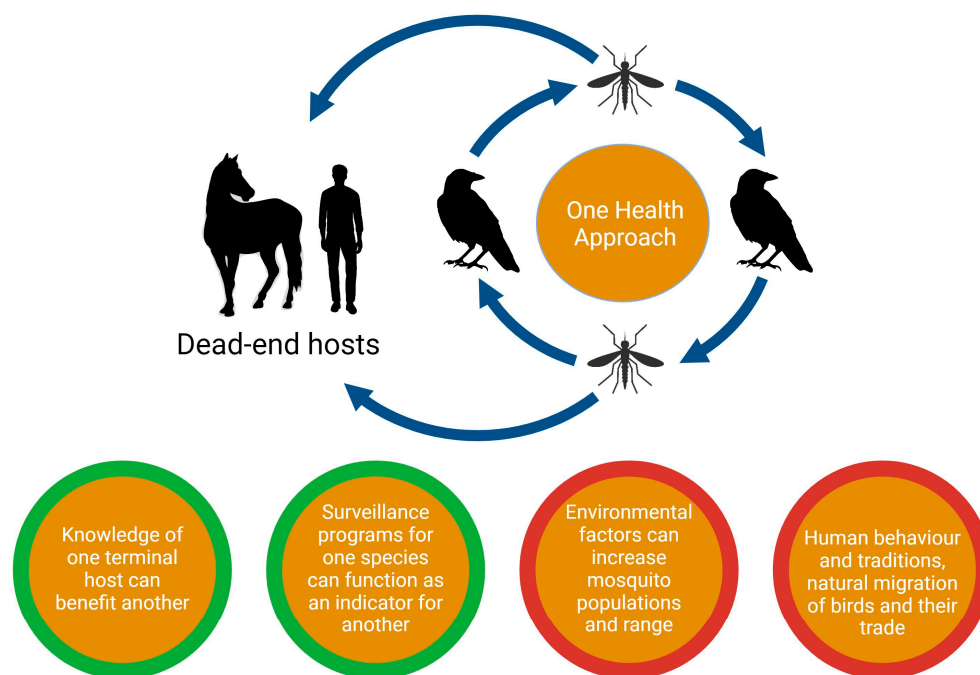 One Health
Approach
Dead-end hosts
Knowledge of
one terminal
host can
benefit another
Surveillance
programs for
one species
can function as
an indicator for
another
Environmental
factors can
increase
mosquito
populations
and range
Human behaviour
and traditions,
natural migration
of birds and their
trade